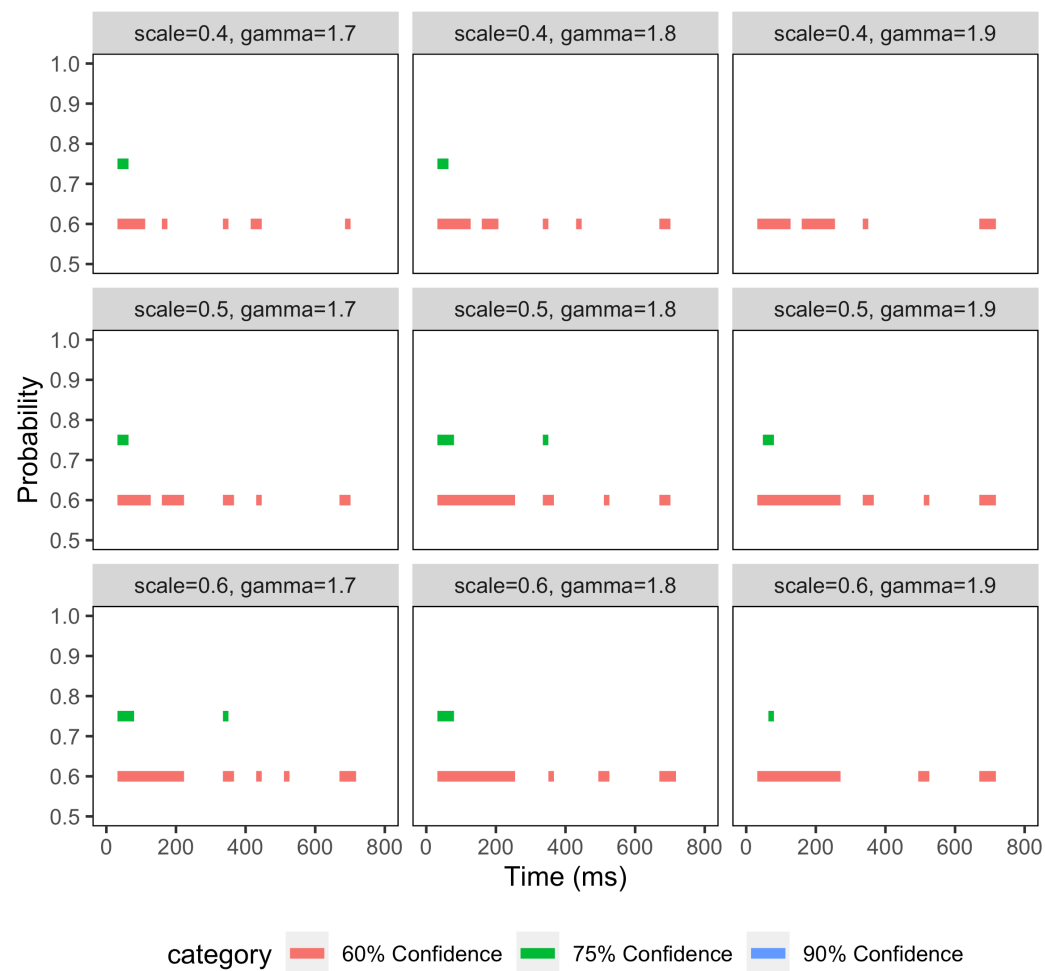 scale=0.4, gamma=1.7 scale=0.4, gamma=1.8 scale=0.4, gamma=1.9
1.0
0.9
0.8
0.7
0.6
0.5
scale=0.5, gamma=1.7 scale=0.5, gamma=1.8 scale=0.5, gamma=1.9
1.0
0.9
0.8
0.7
0.6
0.5
Probability
scale=0.6, gamma=1.7 scale=0.6, gamma=1.8 scale=0.6, gamma=1.9
1.0
0.9
0.8
0.7
0.6
0.5
0 200 400 600 800 0 200 400 600 800 0 200 400 600 800
Time (ms)
category 60% Confidence 75% Confidence 90% Confidence